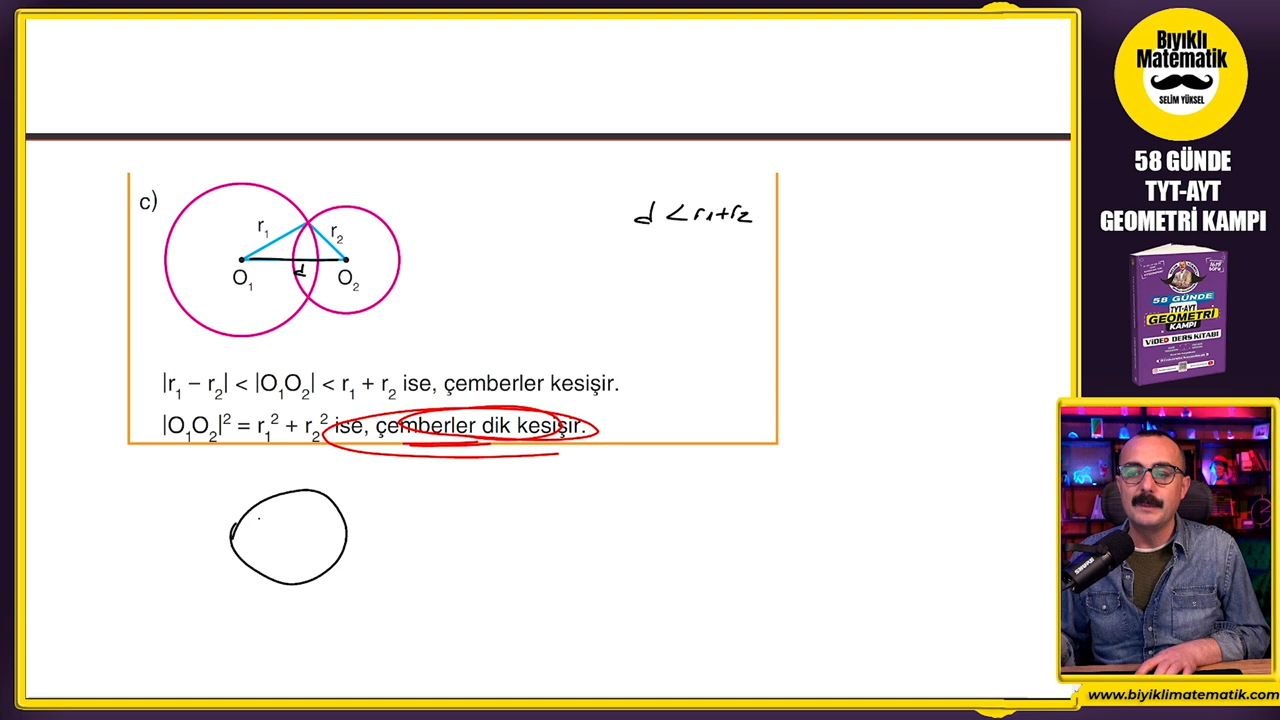 Bıyıklı
Matematik
SELİM YÜKSEL
58 GÜNDE
TYT-AYT
GEOMETRİ KAMPI
58 GÜNDE
TYT-AYT
GEOMETRİ
KAMPI
VİDEO DERS KİTABI
c)
d < r1+r2
r₁
r₂
d
O₁
O₂
|r₁ − r₂| < |O₁O₂| < r₁ + r₂ ise, çemberler kesişir.
|O₁O₂|² = r₁² + r₂² ise, çemberler dik kesişir.
www.biyiklimatematik.com